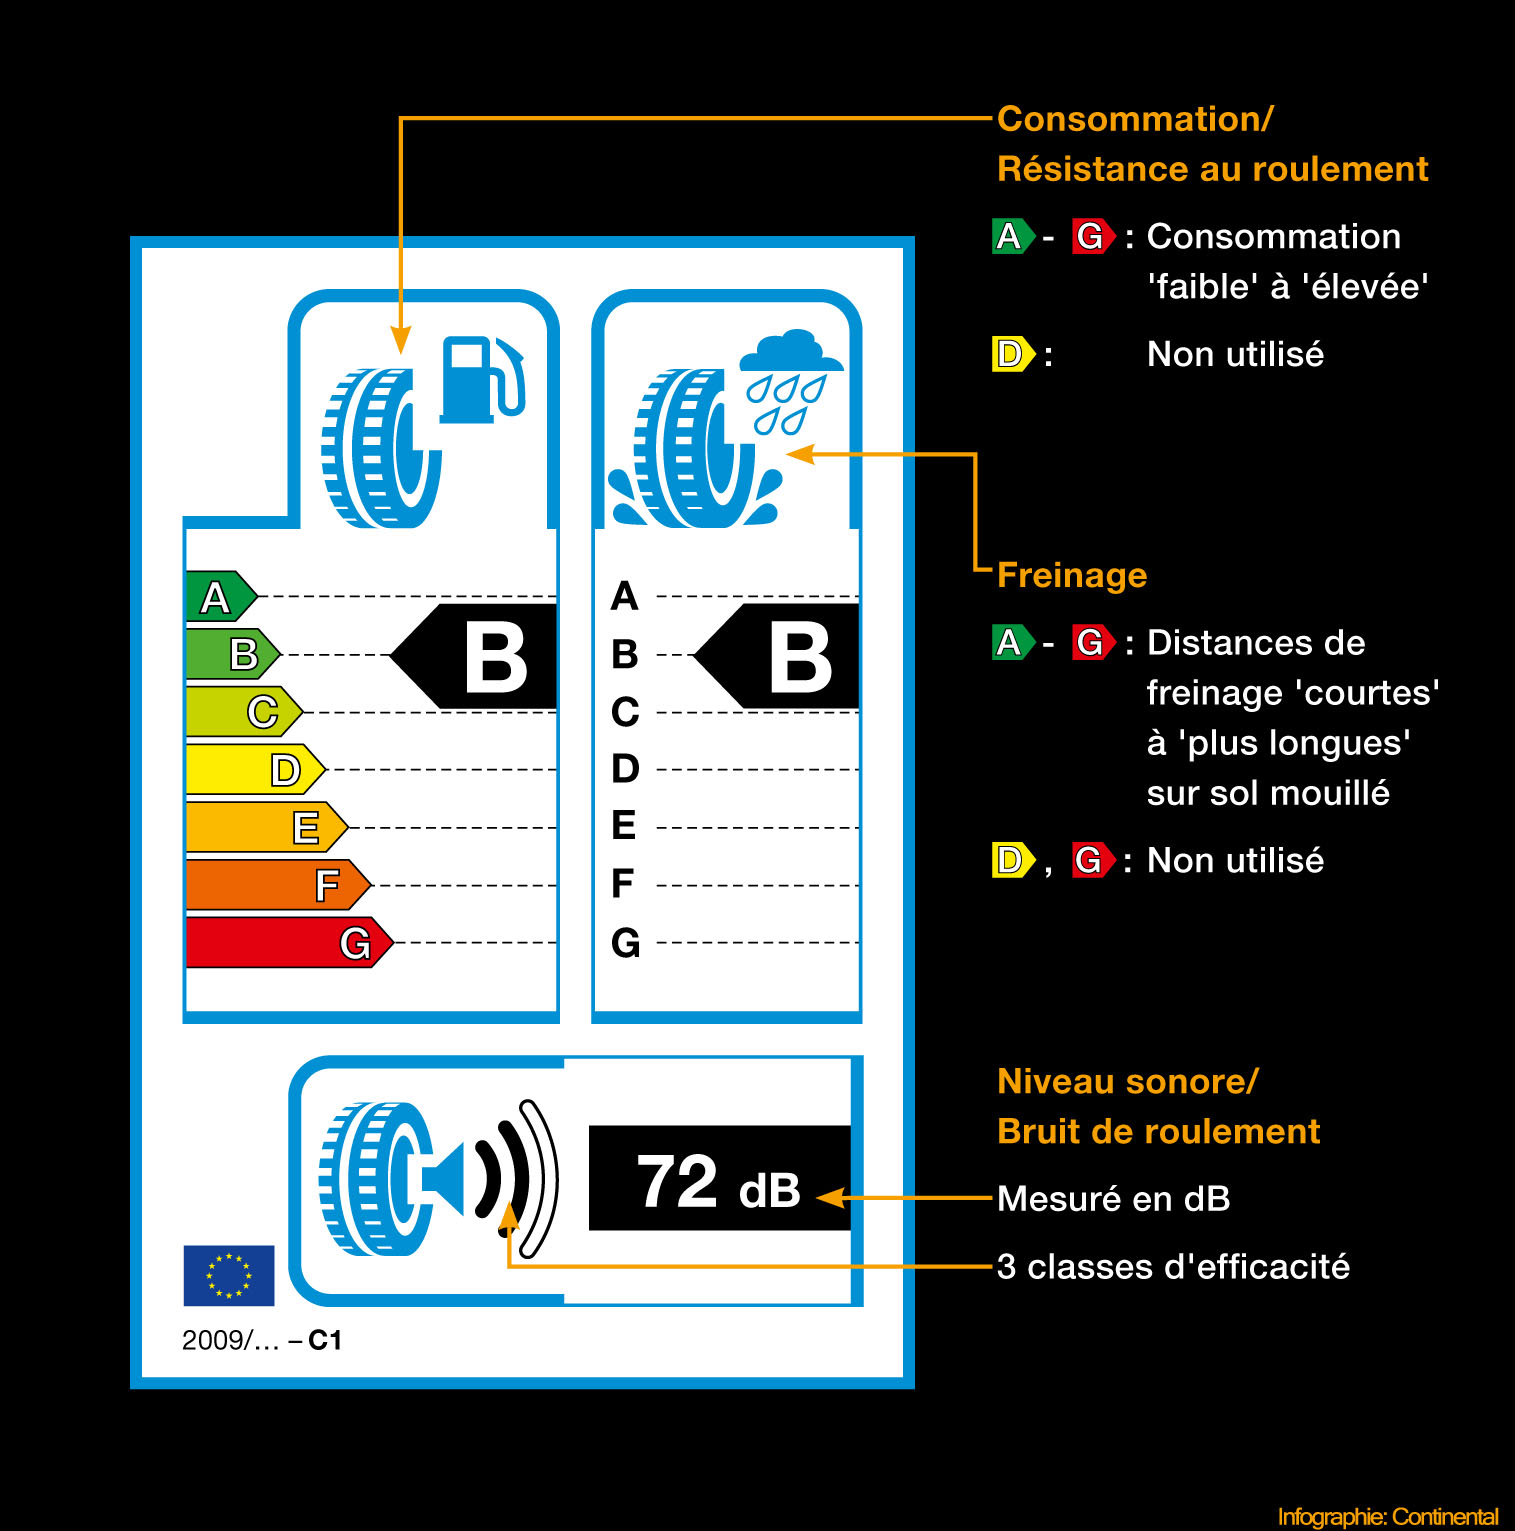 Consommation/
Résistance au roulement
A - G : Consommation
'faible' à 'élevée'
D : Non utilisé
Freinage
A - G : Distances de
freinage 'courtes'
à 'plus longues'
sur sol mouillé
D , G : Non utilisé
A
B
C
D
E
F
G
B
A
B
C
D
E
F
G
B
Niveau sonore/
Bruit de roulement
Mesuré en dB
3 classes d'efficacité
72 dB
2009/... – C1
Infographie: Continental